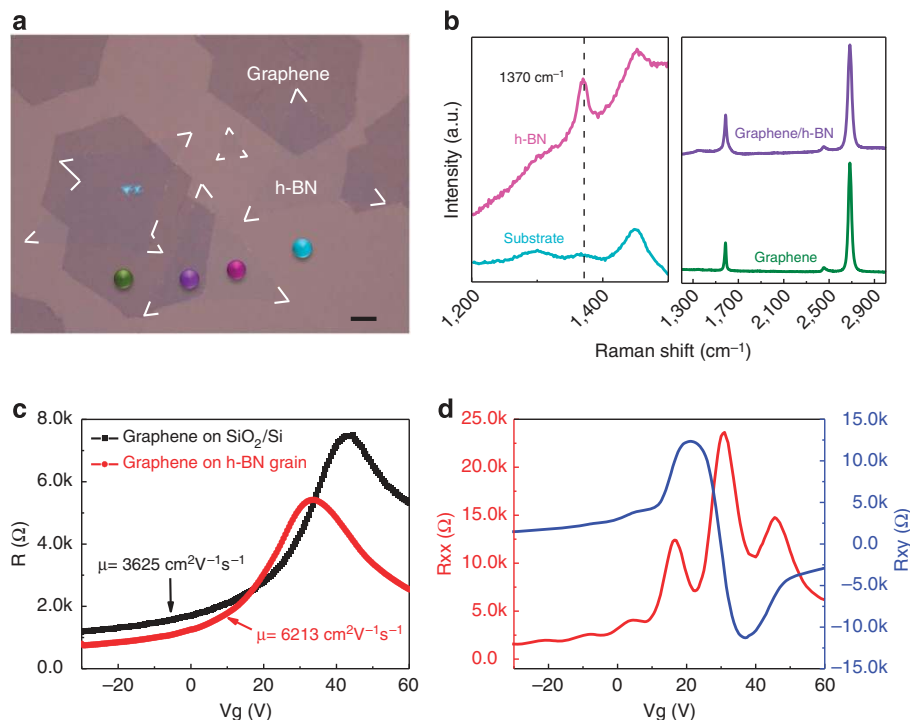 a
Graphene
h-BN
b
Intensity (a.u.)
1370 cm⁻¹
h-BN
Substrate
Graphene/h-BN
Graphene
1,200
1,400
1,300
1,700
2,100
2,500
2,900
Raman shift (cm⁻¹)
c
R (Ω)
8.0k
6.0k
4.0k
2.0k
0.0
Graphene on SiO₂/Si
Graphene on h-BN grain
μ= 3625 cm²V⁻¹s⁻¹
μ= 6213 cm²V⁻¹s⁻¹
−20
0
20
40
60
Vg (V)
d
Rxx (Ω)
25.0k
20.0k
15.0k
10.0k
5.0k
0.0
15.0k
10.0k
5.0k
0.0
−5.0k
−10.0k
−15.0k
Rxy (Ω)
−20
0
20
40
60
Vg (V)